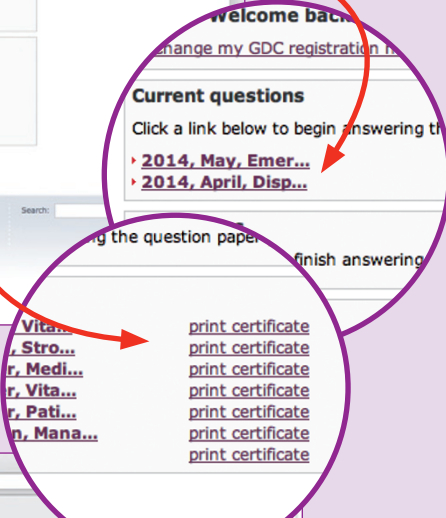 Welcome back
change my GDC registration
Current questions
Click a link below to begin answering
2014, May, Emer...
2014, April, Disp...
Search:
the question paper
finish answering
Vita...
, Stro...
r, Medi... print certificate
r, Vita... print certificate
r, Pati... print certificate
n, Mana... print certificate
print certificate
print certificate
print certificate